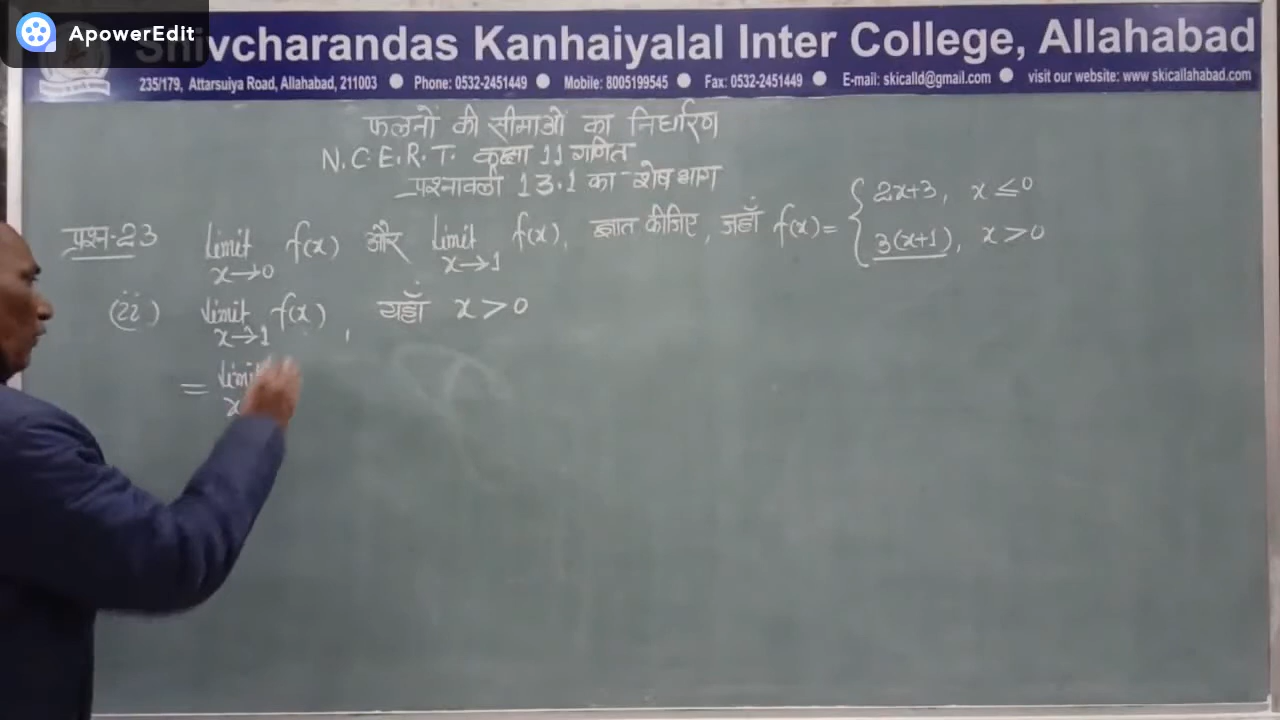 ApowerEdit
Shivcharandas Kanhaiyalal Inter College, Allahabad
235/179, Attarsuiya Road, Allahabad, 211003 ● Phone: 0532-2451449 ● Mobile: 8005199545 ● Fax: 0532-2451449 ● E-mail: skicalld@gmail.com ● visit our website: www.skicallahabad.com
फलनों की सीमाओं का निर्धारण
N.C.E.R.T. कक्षा 11 गणित
प्रश्नावली 13.1 का शेष भाग
प्रश्न-23 limit x→0 f(x) और limit x→1 f(x), ज्ञात कीजिए, जहाँ f(x)= { 2x+3, x≤0
3(x+1), x>0
(ii) limit x→1 f(x), यहाँ x>0
= limit x